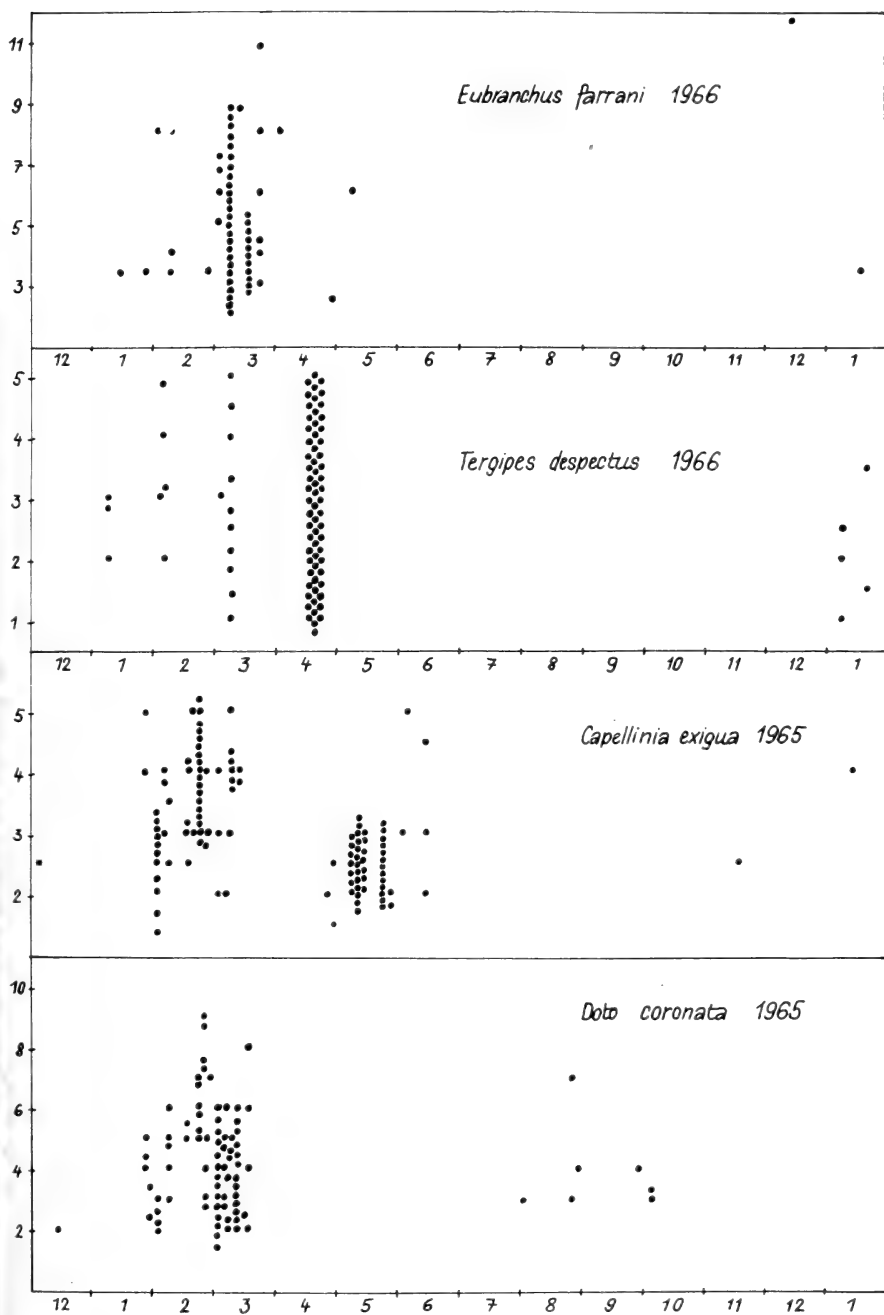 11
Eubranchus farrani 1966
9
7
5
3
12 1 2 3 4 5 6 7 8 9 10 11 12 1
5
Tergipes despectus 1966
4
3
2
1
12 1 2 3 4 5 6 7 8 9 10 11 12 1
5
Capellinia exigua 1965
4
3
2
10
Doto coronata 1965
8
6
4
2
12 1 2 3 4 5 6 7 8 9 10 11 12 1